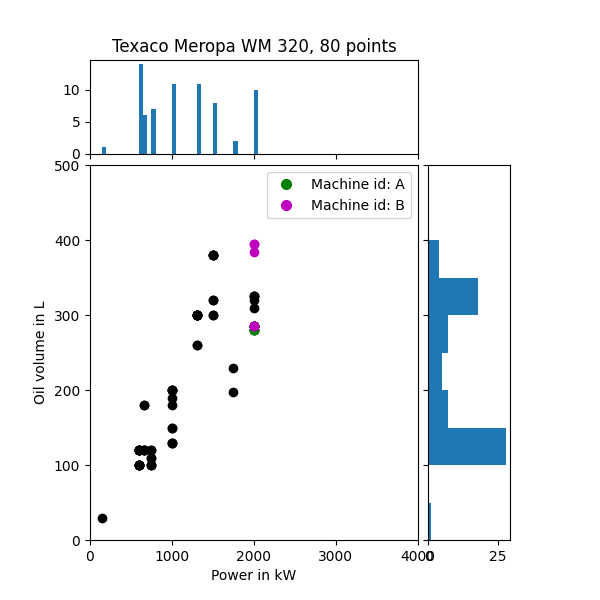 Texaco Meropa WM 320, 80 points
10
5
0
500
400
300
200
100
0
Oil volume in L
Machine id: A
Machine id: B
0 1000 2000 3000 4000
0 25
Power in kW